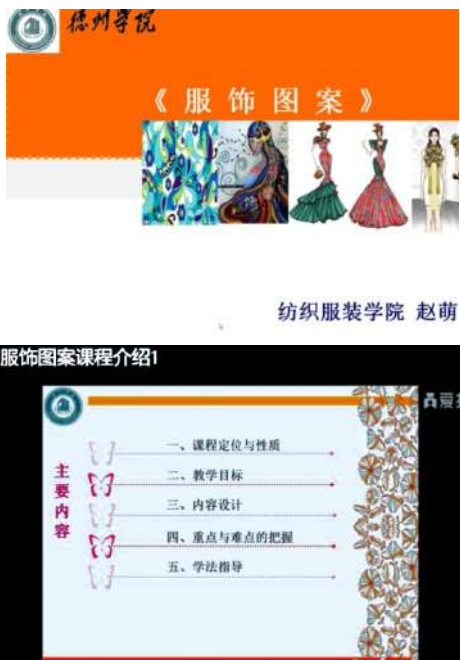 德州学院
《服饰图案》
纺织服装学院 赵萌
服饰图案课程介绍1
主要内容
一、课程定位与性质
二、教学目标
三、内容设计
四、重点与难点的把握
五、学法指导